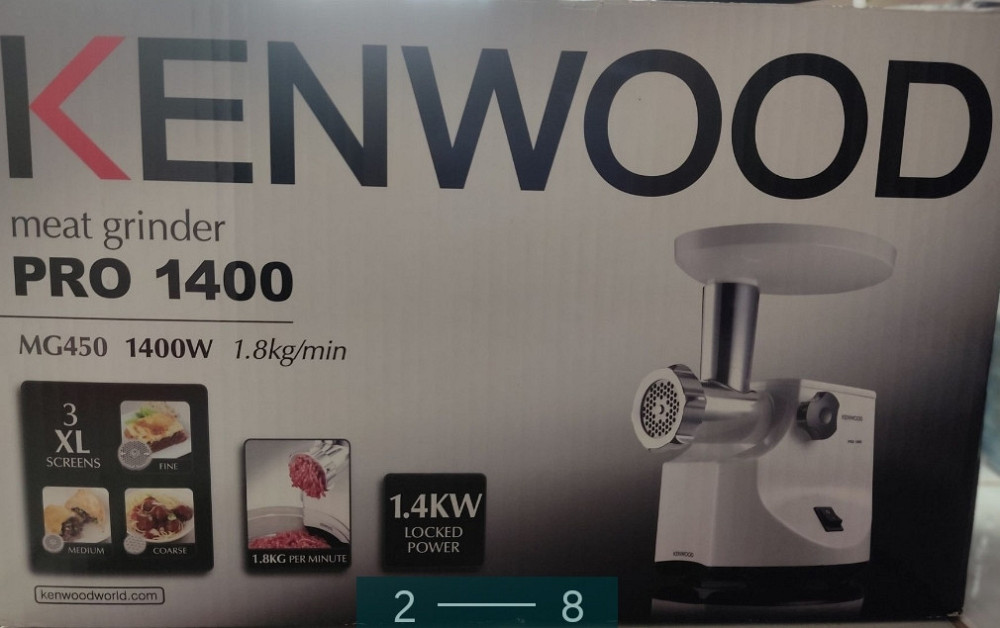 KENWOOD
meat grinder
PRO 1400
MG450 1400W 1.8kg/min
3
XL
SCREENS
FINE
MEDIUM
COARSE
1.8KG PER MINUTE
1.4KW
LOCKED
POWER
KENWOOD
KENWOOD
kenwoodworld.com
2 — 8